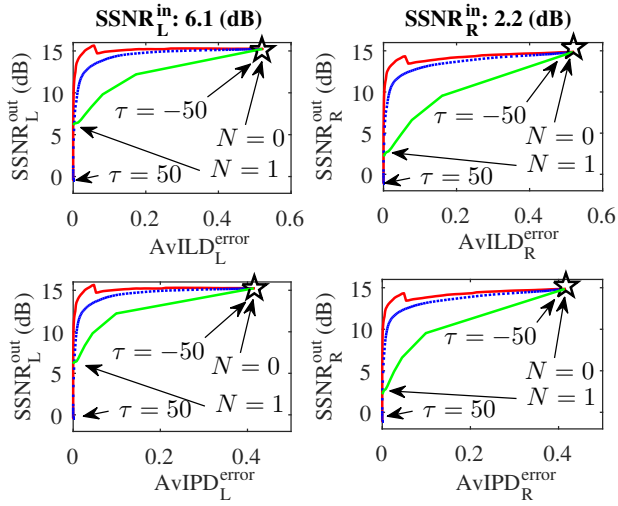 SSNR_L^in: 6.1 (dB)
SSNR_R^in: 2.2 (dB)
SSNR_L^out (dB)
15
10
5
0
τ = −50
N = 0
N = 1
τ = 50
0 0.2 0.4 0.6
AvILD_L^error
SSNR_R^out (dB)
15
10
5
0
τ = −50
N = 0
N = 1
τ = 50
0 0.2 0.4 0.6
AvILD_R^error
SSNR_L^out (dB)
15
10
5
0
τ = −50
N = 0
N = 1
τ = 50
0 0.2 0.4
AvIPD_L^error
SSNR_R^out (dB)
15
10
5
0
τ = −50
N = 0
N = 1
τ = 50
0 0.2 0.4
AvIPD_R^error